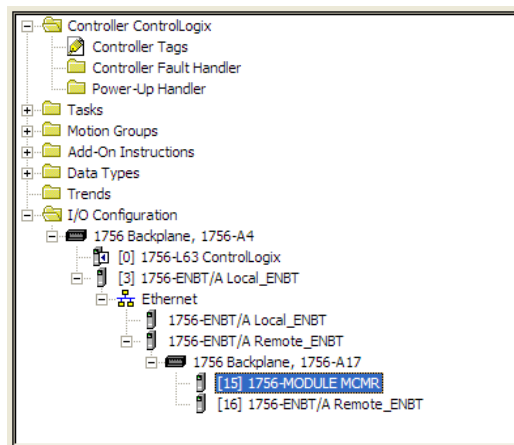 Controller ControlLogix
Controller Tags
Controller Fault Handler
Power-Up Handler
Tasks
Motion Groups
Add-On Instructions
Data Types
Trends
I/O Configuration
1756 Backplane, 1756-A4
[0] 1756-L63 ControlLogix
[3] 1756-ENBT/A Local_ENBT
Ethernet
1756-ENBT/A Local_ENBT
1756-ENBT/A Remote_ENBT
1756 Backplane, 1756-A17
[15] 1756-MODULE MCMR
[16] 1756-ENBT/A Remote_ENBT